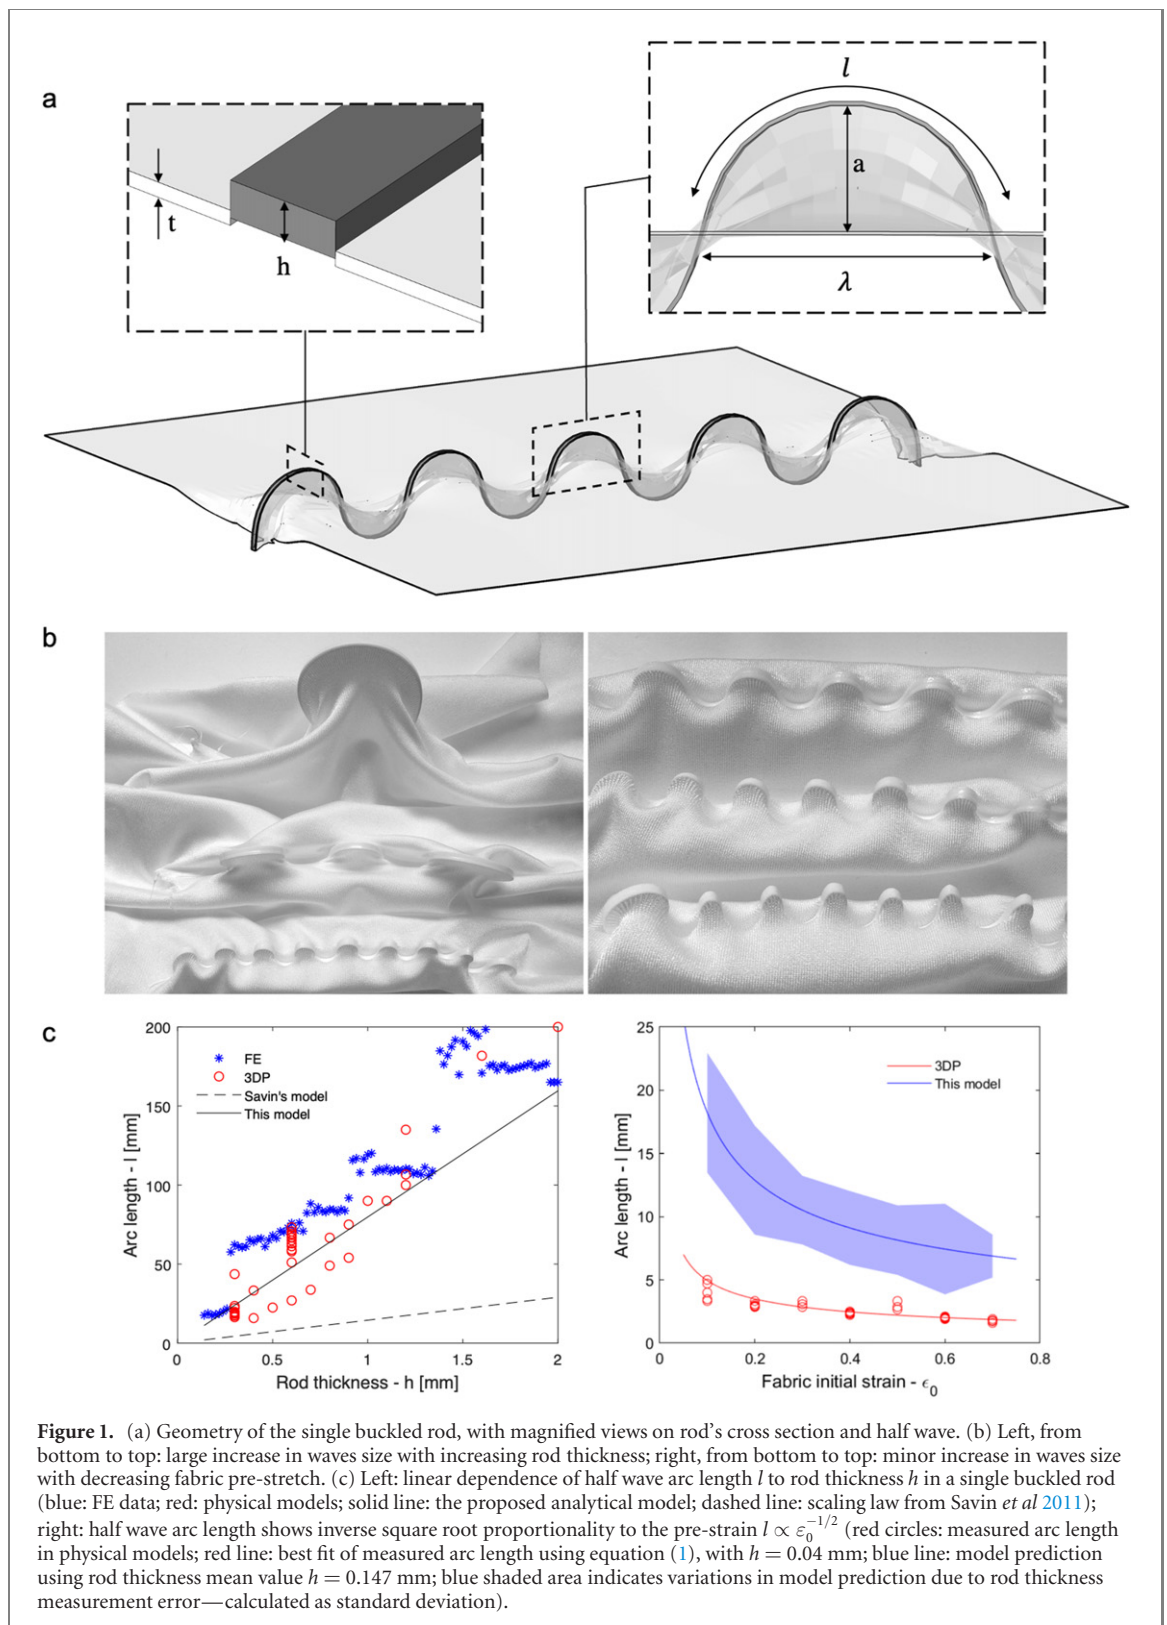 a
t
h
l
a
λ
b
c
200
150
100
50
0
Arc length - l [mm]
FE
3DP
Savin's model
This model
0
0.5
1
1.5
2
Rod thickness - h [mm]
25
20
15
10
5
0
Arc length - l [mm]
3DP
This model
0
0.2
0.4
0.6
0.8
Fabric initial strain - ϵ₀
Figure 1. (a) Geometry of the single buckled rod, with magnified views on rod's cross section and half wave. (b) Left, from
bottom to top: large increase in waves size with increasing rod thickness; right, from bottom to top: minor increase in waves size
with decreasing fabric pre-stretch. (c) Left: linear dependence of half wave arc length l to rod thickness h in a single buckled rod
(blue: FE data; red: physical models; solid line: the proposed analytical model; dashed line: scaling law from Savin et al 2011);
right: half wave arc length shows inverse square root proportionality to the pre-strain l ∝ ε₀^{−1/2} (red circles: measured arc length
in physical models; red line: best fit of measured arc length using equation (1), with h = 0.04 mm; blue line: model prediction
using rod thickness mean value h = 0.147 mm; blue shaded area indicates variations in model prediction due to rod thickness
measurement error—calculated as standard deviation).